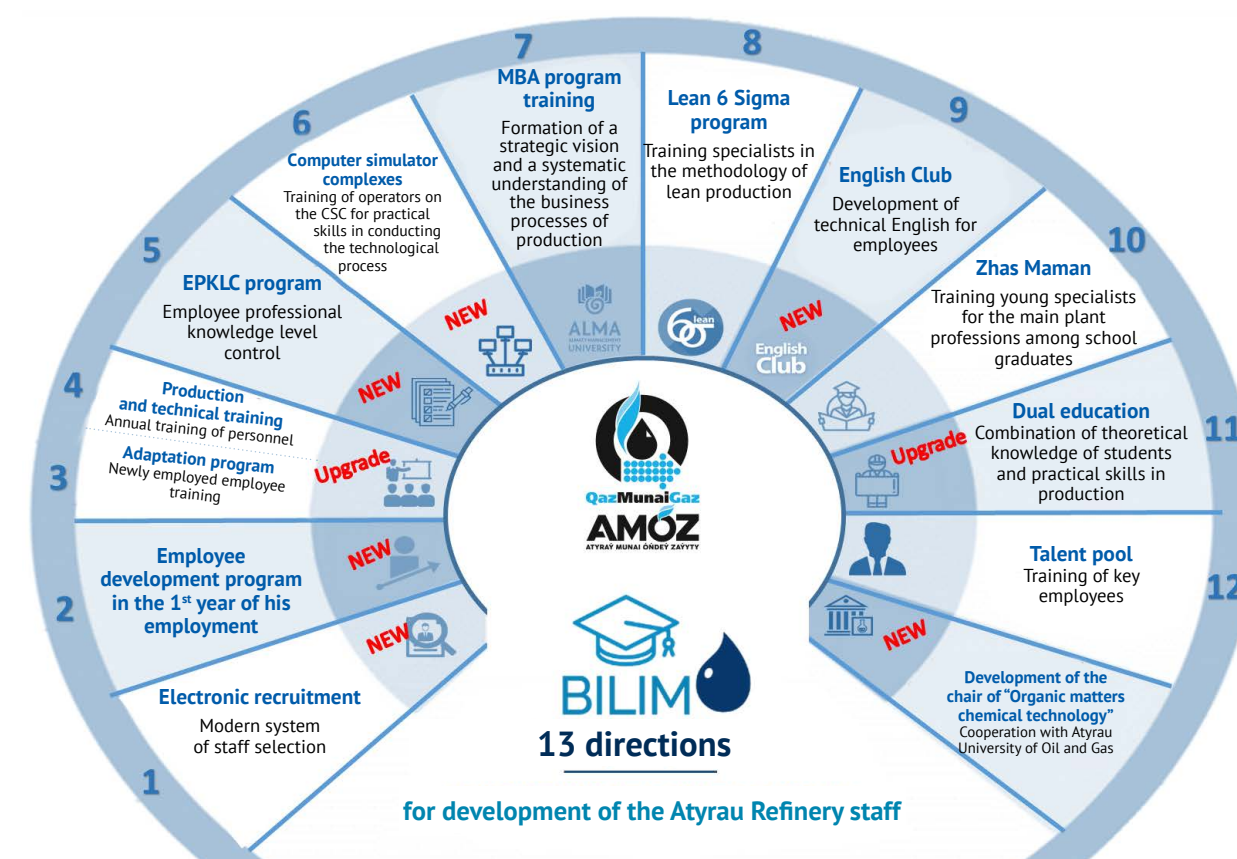 1
Electronic recruitment
Modern system
of staff selection
NEW
2
Employee
development program
in the 1st year of his
employment
NEW
3
Adaptation program
Newly employed employee
training
4
Production
and technical training
Annual training of personnel
Upgrade
5
EPKLC program
Employee professional
knowledge level
control
NEW
6
Computer simulator
complexes
Training of operators on
the CSC for practical
skills in conducting
the technological
process
NEW
7
MBA program
training
Formation of a
strategic vision
and a systematic
understanding of
the business
processes of
production
ALMA
ALMATY MANAGEMENT
UNIVERSITY
8
Lean 6 Sigma
program
Training specialists in
the methodology of
lean production
lean
9
English Club
Development of
technical English for
employees
NEW
English
Club
10
Zhas Maman
Training young specialists
for the main plant
professions among school
graduates
11
Dual education
Combination of theoretical
knowledge of students
and practical skills in
production
Upgrade
12
Talent pool
Training of key
employees
Development of the
chair of “Organic matters
chemical technology”
Cooperation with Atyrau
University of Oil and Gas
NEW
QazMunaiGaz
AMÓZ
ATYRAÝ MUNAI ÓŃDEÝ ZAÝYTY
BILIM
13 directions
for development of the Atyrau Refinery staff